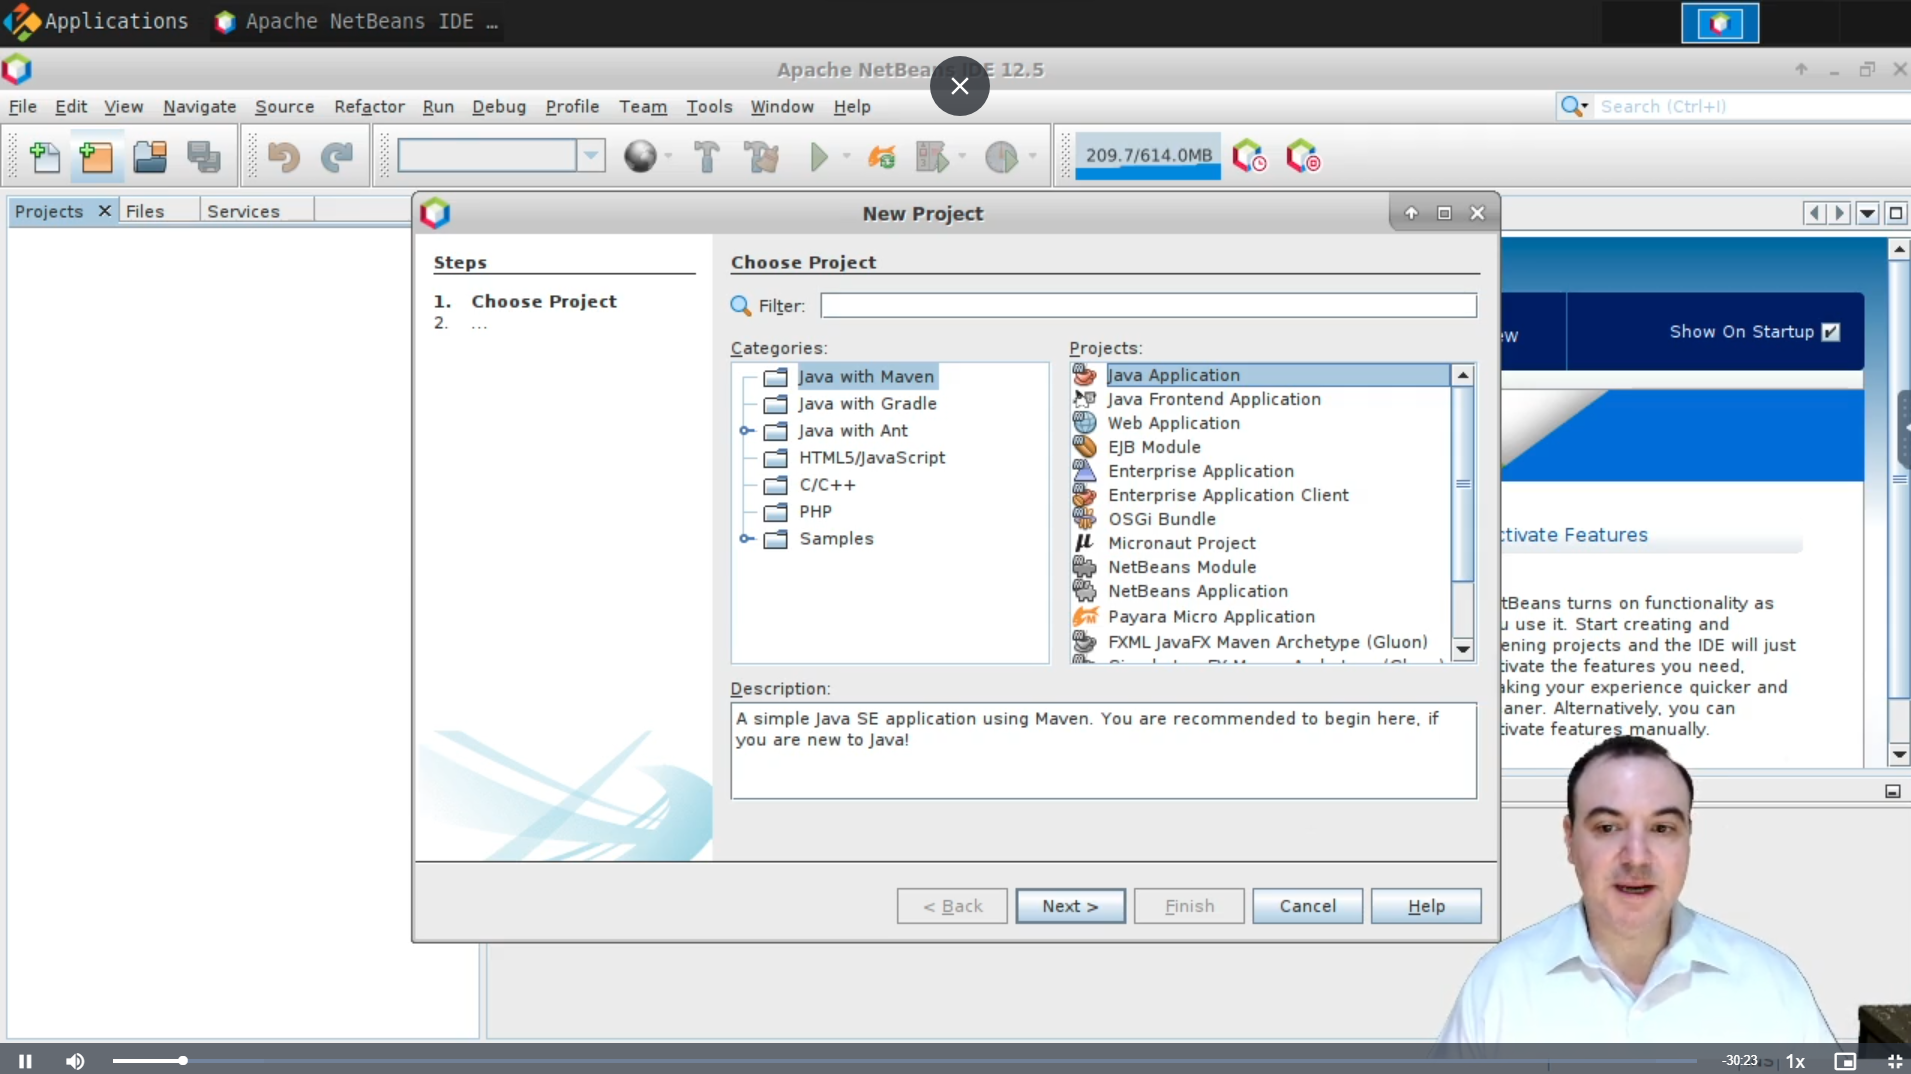 Applications
Apache NetBeans IDE …
Apache NetBeans IDE 12.5
File Edit View Navigate Source Refactor Run Debug Profile Team Tools Window Help
Search (Ctrl+I)
209.7/614.0MB
Projects Files Services
New Project
Steps
1. Choose Project
2. ...
Choose Project
Filter:
Categories:
Java with Maven
Java with Gradle
Java with Ant
HTML5/JavaScript
C/C++
PHP
Samples
Projects:
Java Application
Java Frontend Application
Web Application
EJB Module
Enterprise Application
Enterprise Application Client
OSGi Bundle
Micronaut Project
NetBeans Module
NetBeans Application
Payara Micro Application
FXML JavaFX Maven Archetype (Gluon)
Description:
A simple Java SE application using Maven. You are recommended to begin here, if
you are new to Java!
< Back Next > Finish Cancel Help
ew
Show On Startup
ctivate Features
tBeans turns on functionality as
u use it. Start creating and
ening projects and the IDE will just
tivate the features you need,
aking your experience quicker and
aner. Alternatively, you can
tivate features manually.
-30:23
1x